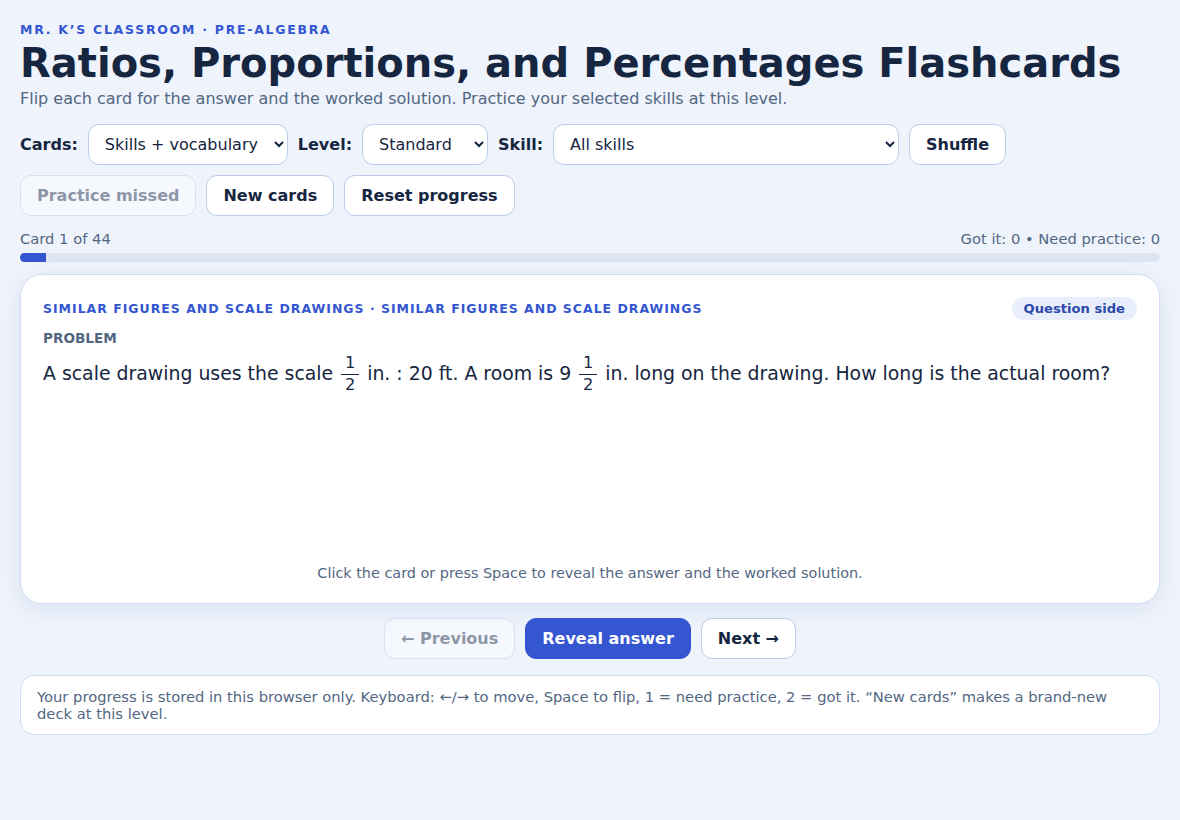 MR. K’S CLASSROOM · PRE-ALGEBRA
Ratios, Proportions, and Percentages Flashcards
Flip each card for the answer and the worked solution. Practice your selected skills at this level.
Cards: Skills + vocabulary Level: Standard Skill: All skills Shuffle
Practice missed New cards Reset progress
Card 1 of 44 Got it: 0 • Need practice: 0
SIMILAR FIGURES AND SCALE DRAWINGS · SIMILAR FIGURES AND SCALE DRAWINGS Question side
PROBLEM
A scale drawing uses the scale 1/2 in. : 20 ft. A room is 9 1/2 in. long on the drawing. How long is the actual room?
Click the card or press Space to reveal the answer and the worked solution.
← Previous Reveal answer Next →
Your progress is stored in this browser only. Keyboard: ←/→ to move, Space to flip, 1 = need practice, 2 = got it. “New cards” makes a brand-new
deck at this level.